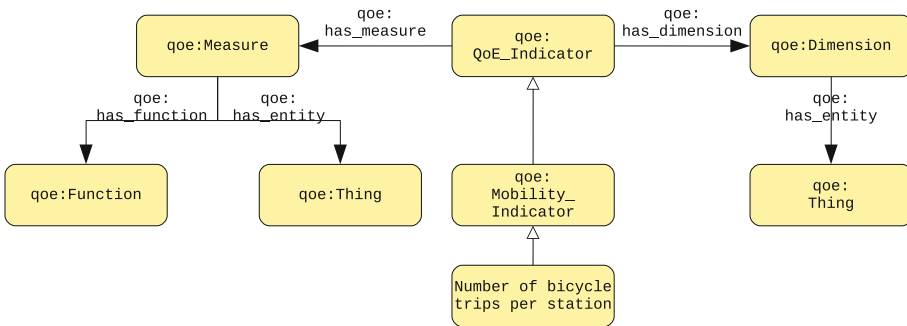 qoe:
has_measure
qoe:
has_dimension
qoe:Measure
qoe:
QoE_Indicator
qoe:Dimension
qoe:
has_function
qoe:
has_entity
qoe:
has_entity
qoe:Function
qoe:Thing
qoe:
Mobility_
Indicator
qoe:
Thing
Number of bicycle
trips per station